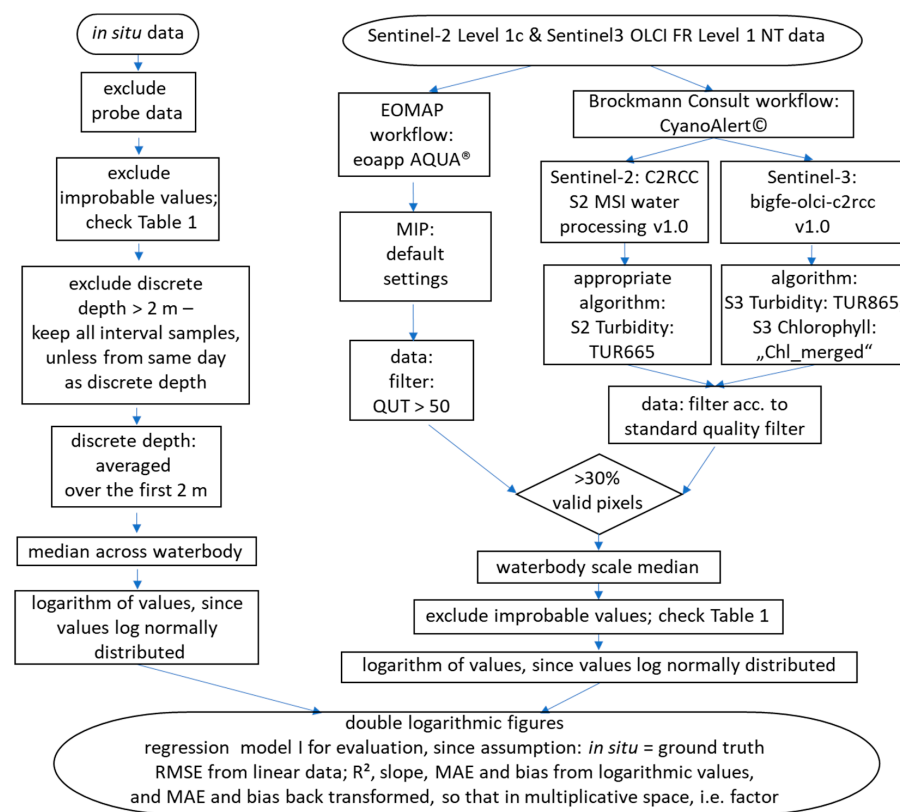 in situ data
exclude
probe data
exclude
improbable values;
check Table 1
exclude discrete
depth > 2 m –
keep all interval samples,
unless from same day
as discrete depth
discrete depth:
averaged
over the first 2 m
median across waterbody
logarithm of values, since
values log normally
distributed
Sentinel-2 Level 1c & Sentinel3 OLCI FR Level 1 NT data
EOMAP
workflow:
eoapp AQUA®
MIP:
default
settings
data:
filter:
QUT > 50
Brockmann Consult workflow:
CyanoAlert©
Sentinel-2: C2RCC
S2 MSI water
processing v1.0
appropriate
algorithm:
S2 Turbidity:
TUR665
Sentinel-3:
bigfe-olci-c2rcc
v1.0
algorithm:
S3 Turbidity: TUR865
S3 Chlorophyll:
„Chl_merged“
data: filter acc. to
standard quality filter
>30%
valid pixels
waterbody scale median
exclude improbable values; check Table 1
logarithm of values, since values log normally distributed
double logarithmic figures
regression model I for evaluation, since assumption: in situ = ground truth
RMSE from linear data; R², slope, MAE and bias from logarithmic values,
and MAE and bias back transformed, so that in multiplicative space, i.e. factor